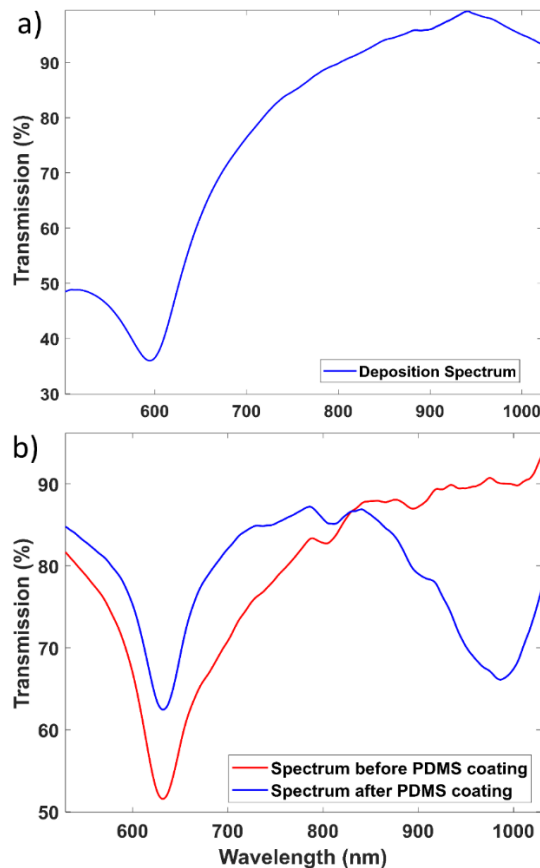 a)
Transmission (%)
90
80
70
60
50
40
30
Deposition Spectrum
600 700 800 900 1000
b)
Transmission (%)
90
80
70
60
50
Spectrum before PDMS coating
Spectrum after PDMS coating
600 700 800 900 1000
Wavelength (nm)